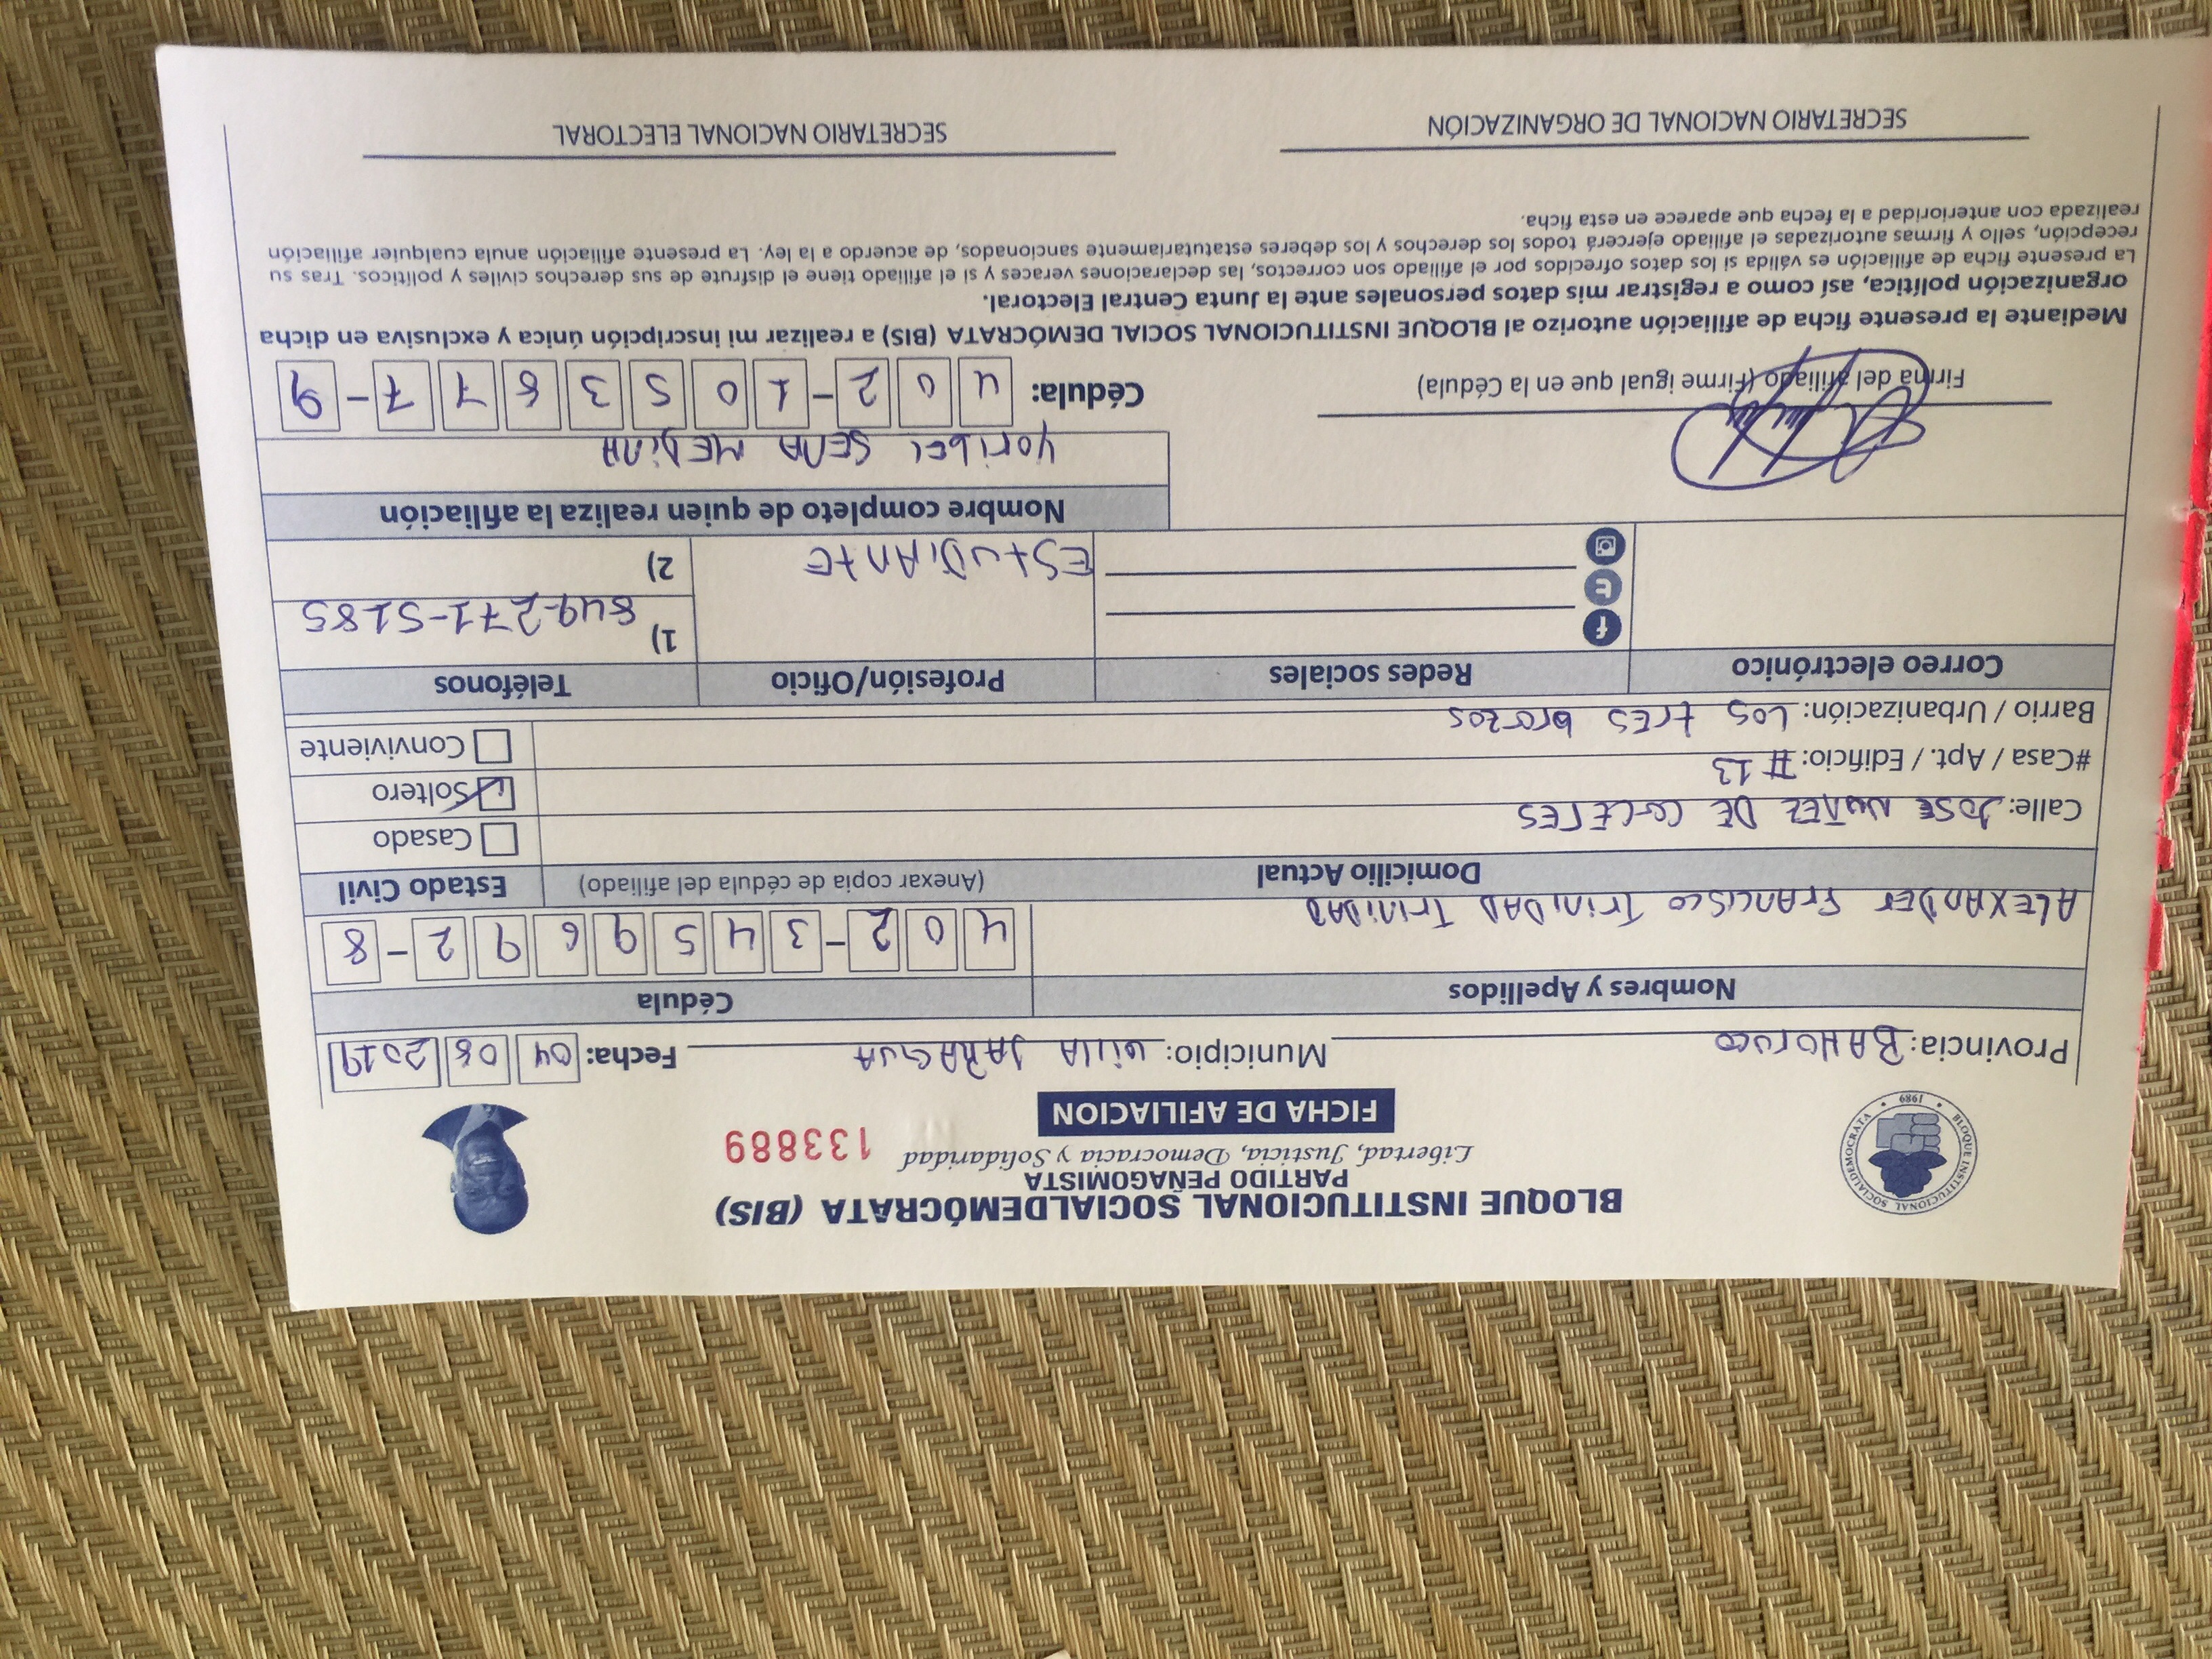 BLOQUE INSTITUCIONAL SOCIALDEMÓCRATA (BIS)
PARTIDO PEÑAGOMISTA
Libertad, Justicia, Democracia y Solidaridad
133889
FICHA DE AFILIACION
BLOQUE INSTITUCIONAL SOCIALDEMOCRATA • 1989 •
Provincia: BAHORUCO Municipio: VILLA JARAGUA Fecha: 04 08 2019
Nombres y Apellidos Cédula
ALEXANDER FRANCISCO TRINIDAD TRINIDAD 402-3459692-8
Domicilio Actual (Anexar copia de cédula del afiliado) Estado Civil
Calle: JOSE NUÑEZ DE CACERES Casado
#Casa / Apt. / Edificio: #13 Soltero
Barrio / Urbanización: LOS tRES brazos Conviviente
Correo electrónico Redes sociales Profesión/Oficio Teléfonos
EStUDiAntE 1) 849-271-5185
2)
Nombre completo de quien realiza la afiliación
YORIbEL SENA MEDiNA
Firma del afiliado (Firme igual que en la Cédula) Cédula: 402-1053817-7-9
Mediante la presente ficha de afiliación autorizo al BLOQUE INSTITUCIONAL SOCIAL DEMÓCRATA (BIS) a realizar mi inscripción única y exclusiva en dicha
organización política, así como a registrar mis datos personales ante la Junta Central Electoral.
La presente ficha de afiliación es válida si los datos ofrecidos por el afiliado son correctos, las declaraciones veraces y si el afiliado tiene el disfrute de sus derechos civiles y políticos. Tras su
recepción, sello y firmas autorizadas el afiliado ejercerá todos los derechos y los deberes estatutariamente sancionados, de acuerdo a la ley. La presente afiliación anula cualquier afiliación
realizada con anterioridad a la fecha que aparece en esta ficha.
SECRETARIO NACIONAL DE ORGANIZACIÓN SECRETARIO NACIONAL ELECTORAL